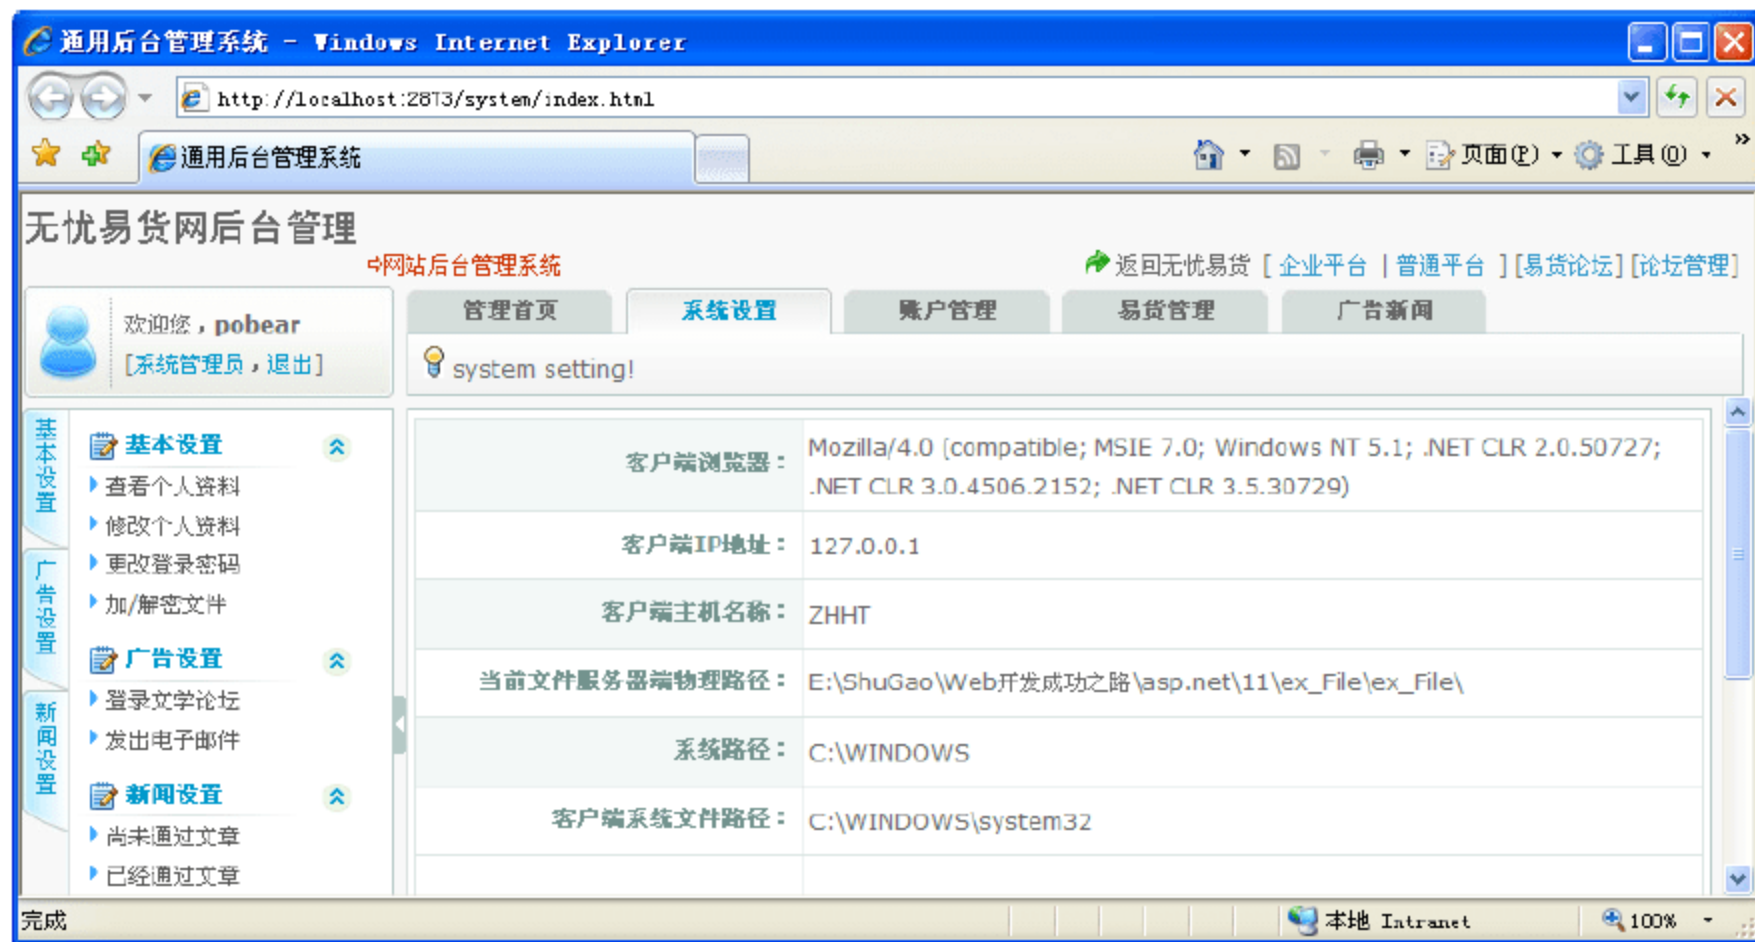 通用后台管理系统 - Windows Internet Explorer
http://localhost:2873/system/index.html
通用后台管理系统
页面(P)
工具(O)
»
无忧易货网后台管理
⇨网站后台管理系统
返回无忧易货 [ 企业平台 | 普通平台 ] [易货论坛] [论坛管理]
欢迎您，pobear
[系统管理员，退出]
管理首页 系统设置 账户管理 易货管理 广告新闻
system setting!
基本设置
广告设置
新闻设置
基本设置
查看个人资料
修改个人资料
更改登录密码
加/解密文件
广告设置
登录文学论坛
发出电子邮件
新闻设置
尚未通过文章
已经通过文章
客户端浏览器： Mozilla/4.0 (compatible; MSIE 7.0; Windows NT 5.1; .NET CLR 2.0.50727;
.NET CLR 3.0.4506.2152; .NET CLR 3.5.30729)
客户端IP地址： 127.0.0.1
客户端主机名称： ZHHT
当前文件服务器端物理路径： E:\ShuGao\Web开发成功之路\asp.net\11\ex_File\ex_File\
系统路径： C:\WINDOWS
客户端系统文件路径： C:\WINDOWS\system32
完成
本地 Intranet
100%